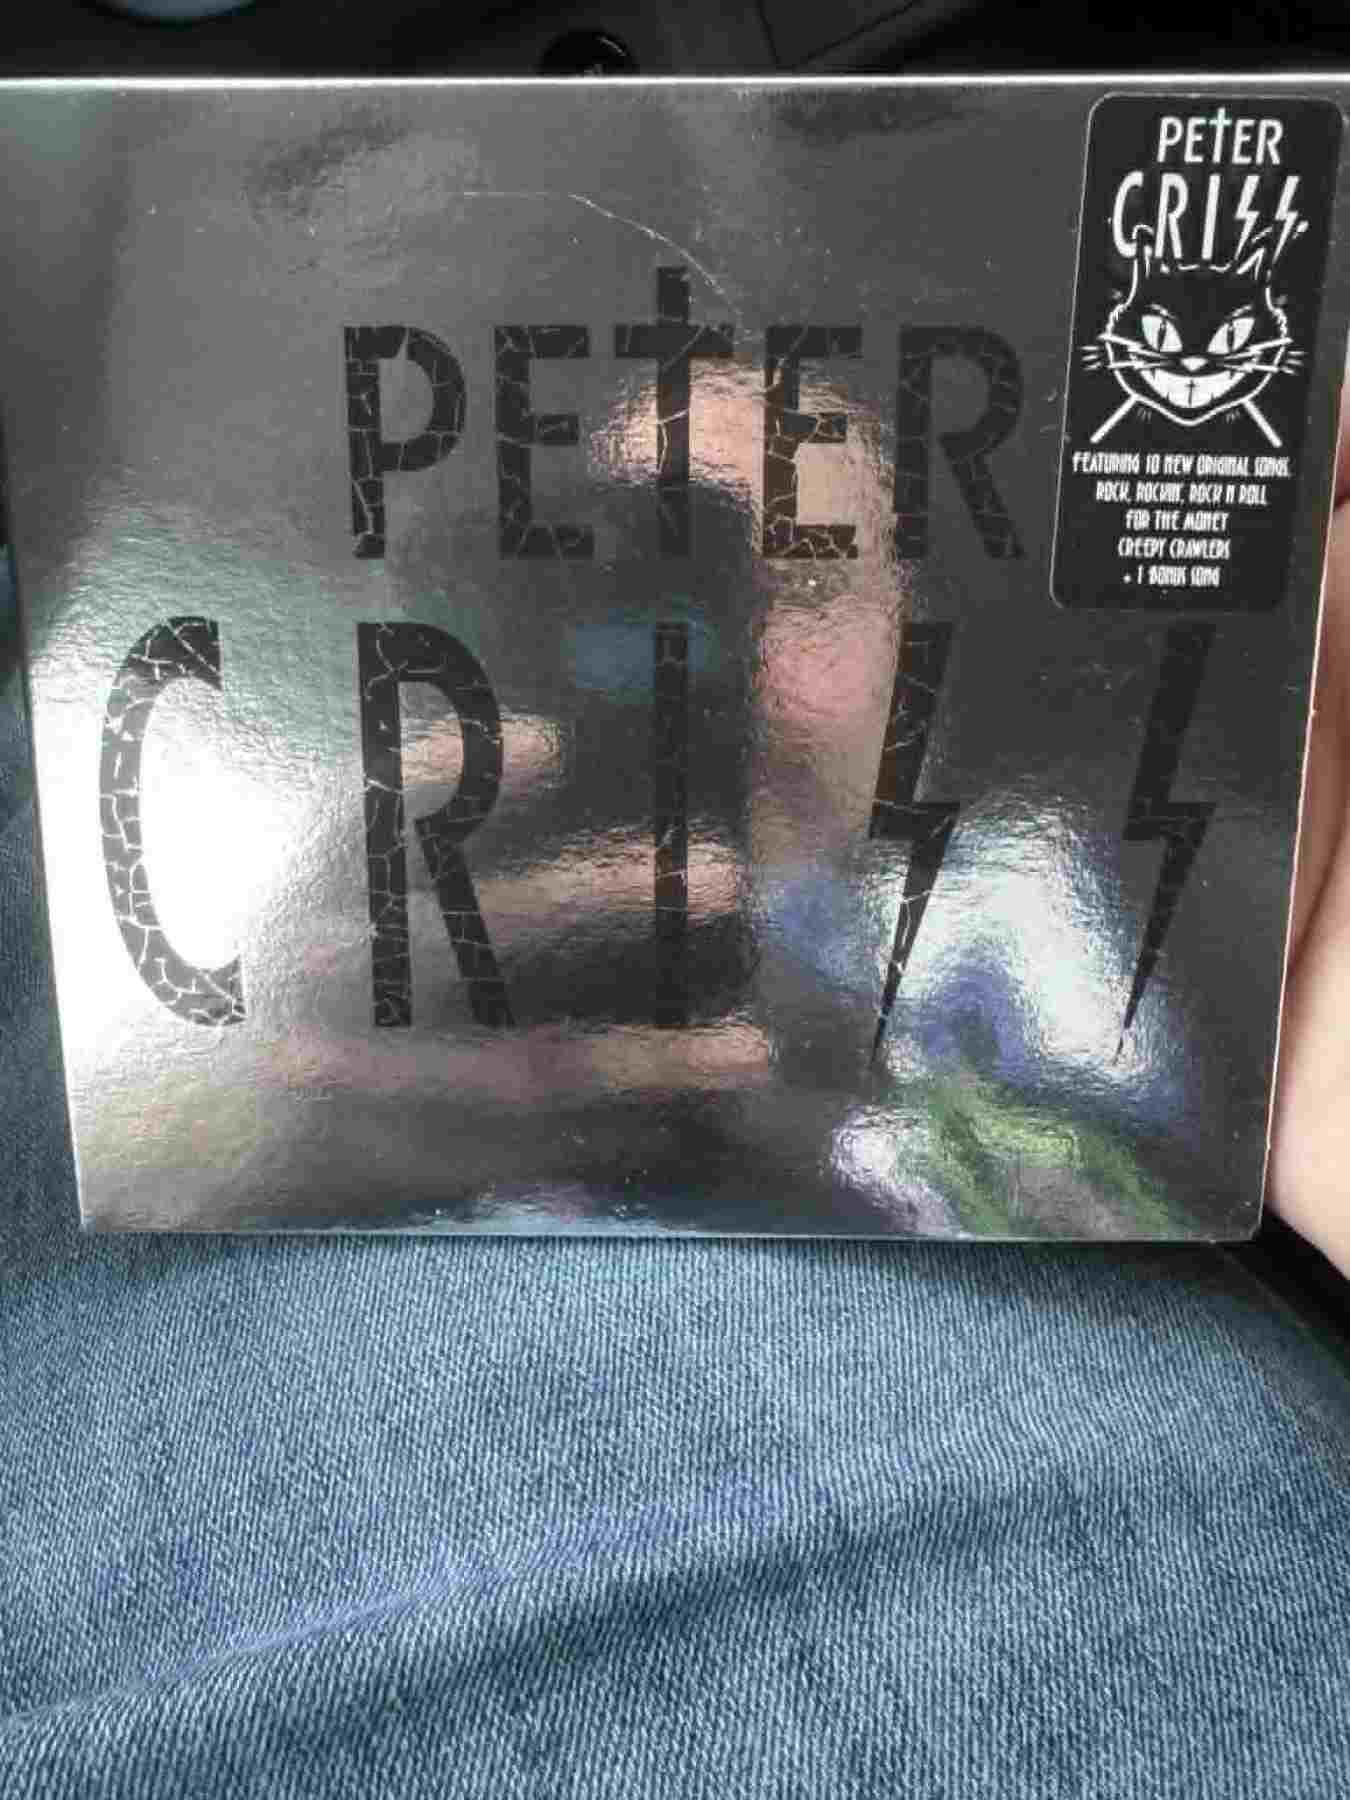 PETER
CRISS
PETER
CRISS
FEATURING 10 NEW ORIGINAL SONGS.
ROCK, ROCKIN', ROCK N ROLL
FOR THE MONEY
CREEPY CRAWLERS
+ 1 BONUS SONG